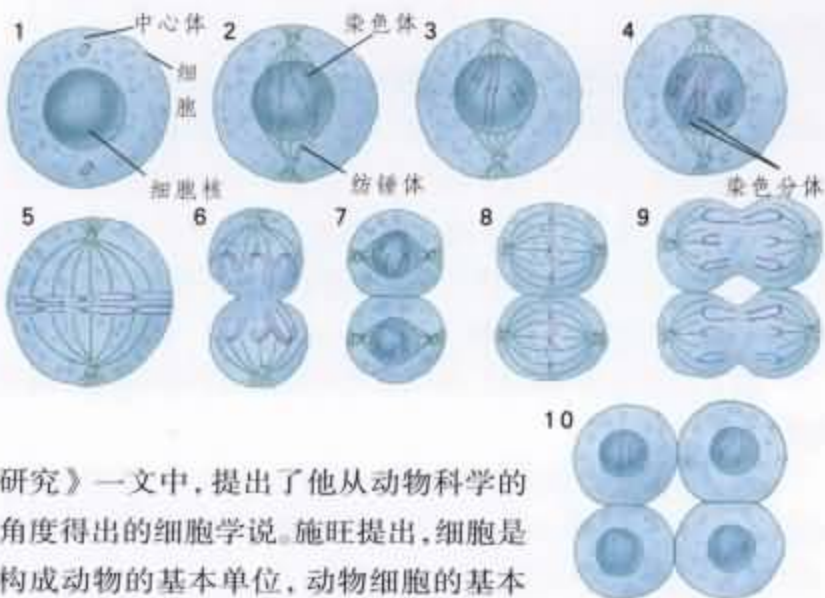 1
中心体
细
胞
细胞核
2
染色体
纺锤体
3
4
染色分体
5
6
7
8
9
10
研究》一文中，提出了他从动物科学的
角度得出的细胞学说。施旺提出，细胞是
构成动物的基本单位，动物细胞的基本